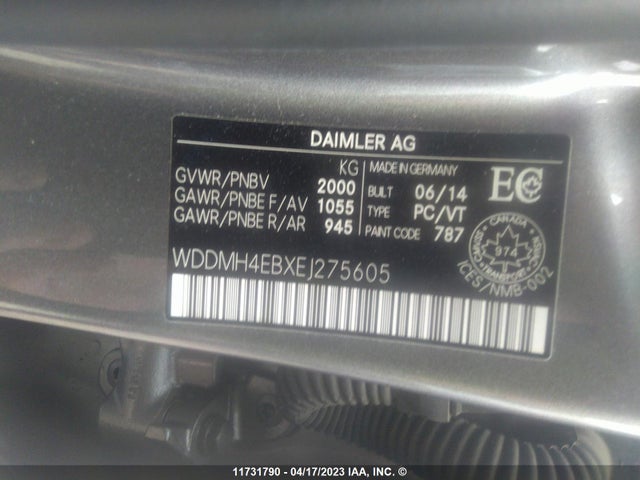 DAIMLER AG
KG
GVWR/PNBV 2000
GAWR/PNBE F/AV 1055
GAWR/PNBE R/AR 945
MADE IN GERMANY
BUILT 06/14
TYPE PC/VT
PAINT CODE 787
EC
CANADA
974
TRANSPORT
ICES/NMB-002
WDDMH4EBXEJ275605
11731790 - 04/17/2023 IAA, INC. ©